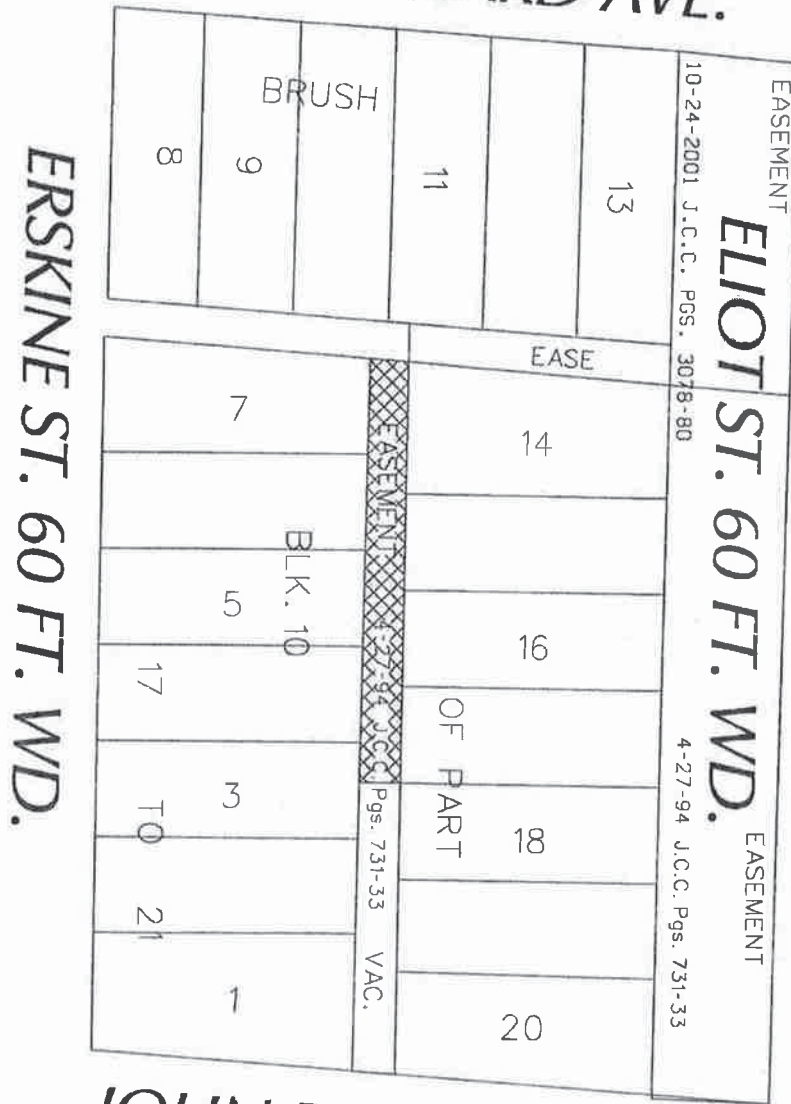 AVE.
EASEMENT
10-24-2001 J.C.C. PGS. 3078-80
ELIOT ST. 60 FT. WD.
EASEMENT
4-27-94 J.C.C. Pgs. 731-33
BRUSH
8
9
11
13
EASE
7
14
EASEMENT 4-27-94 J.C.C. Pgs. 731-33 VAC.
BLK. 10
5
16
17 TO 21
OF PART
3
18
1
20
ERSKINE ST. 60 FT. WD.